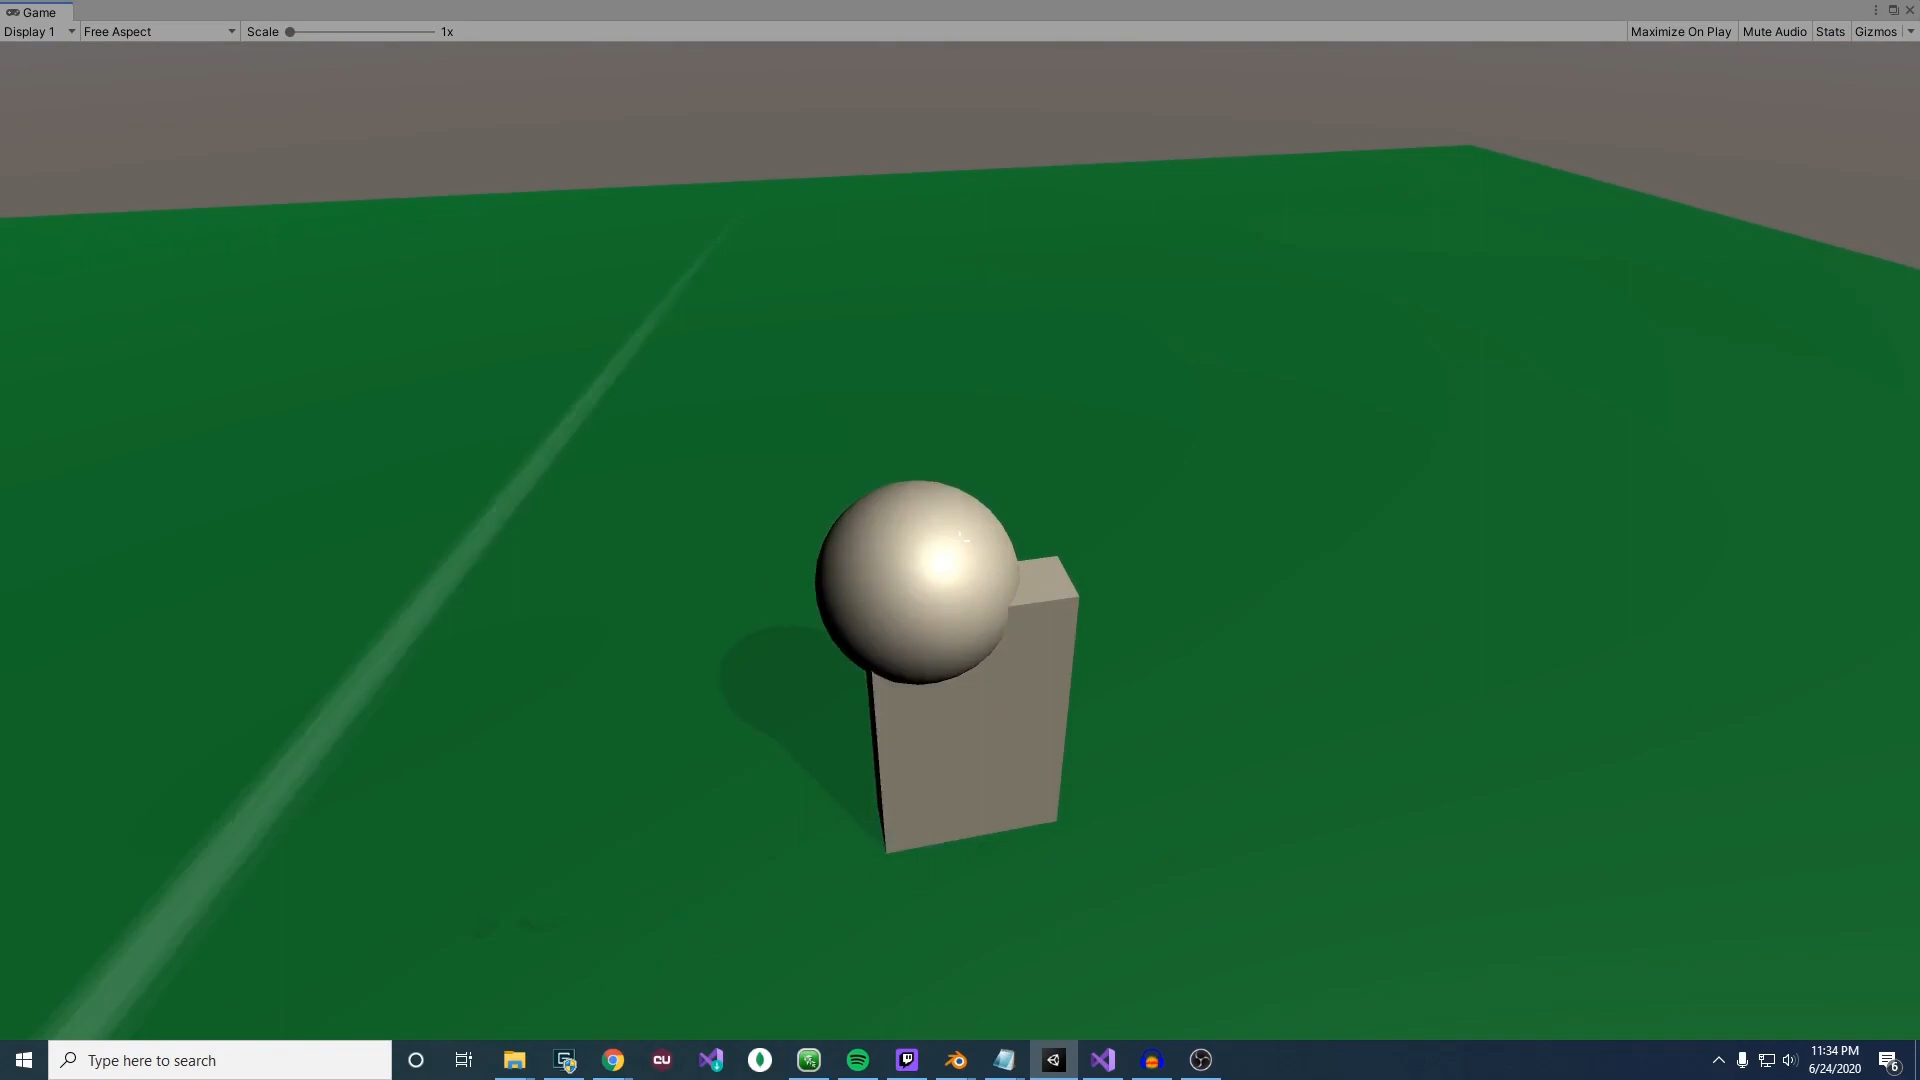 Game
Display 1
Free Aspect
Scale
1x
Maximize On Play
Mute Audio
Stats
Gizmos
Type here to search
CU
11:34 PM
6/24/2020
6